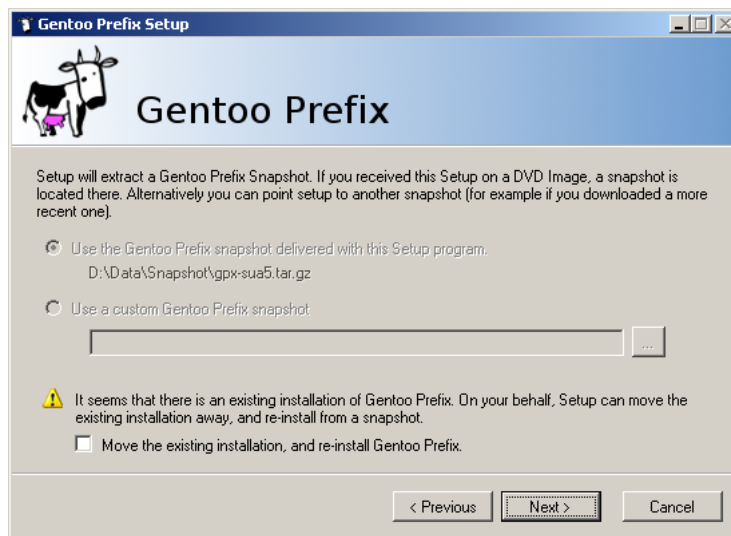 Gentoo Prefix Setup
Gentoo Prefix
Setup will extract a Gentoo Prefix Snapshot. If you received this Setup on a DVD Image, a snapshot is
located there. Alternatively you can point setup to another snapshot (for example if you downloaded a more
recent one).
Use the Gentoo Prefix snapshot delivered with this Setup program.
D:\Data\Snapshot\gpx-sua5.tar.gz
Use a custom Gentoo Prefix snapshot
...
It seems that there is an existing installation of Gentoo Prefix. On your behalf, Setup can move the
existing installation away, and re-install from a snapshot.
Move the existing installation, and re-install Gentoo Prefix.
< Previous
Next >
Cancel